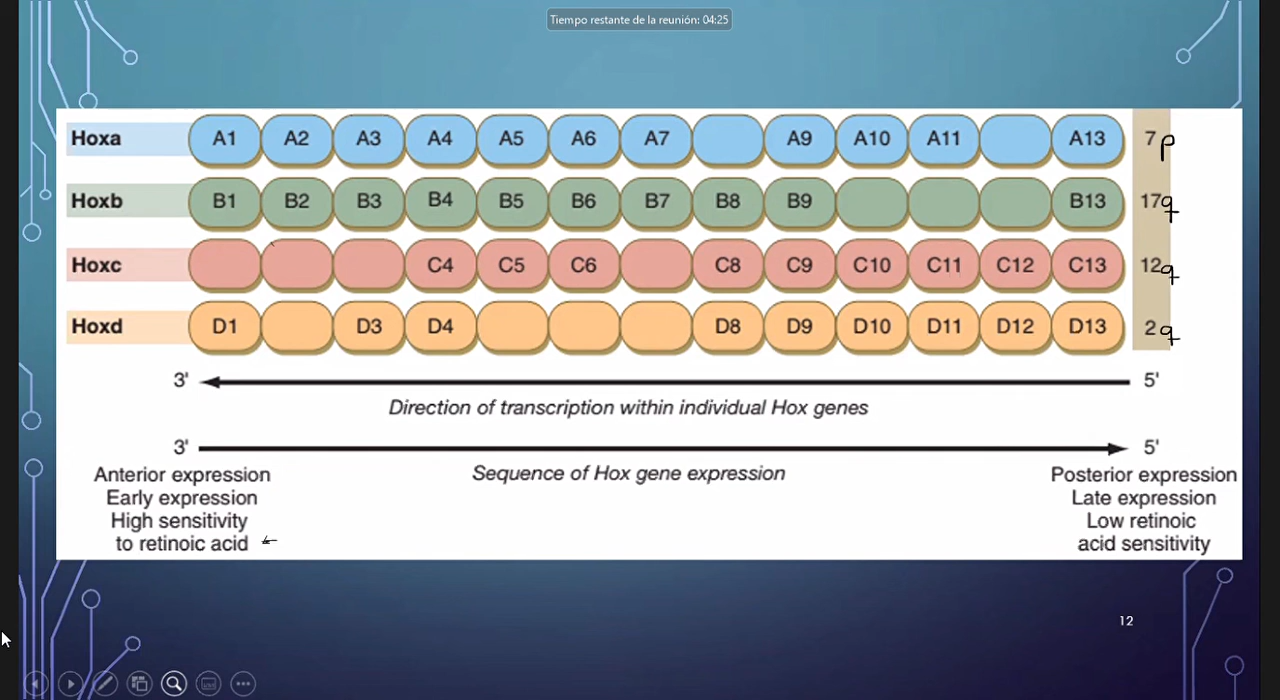 Tiempo restante de la reunión: 04:25
Hoxa A1 A2 A3 A4 A5 A6 A7 A9 A10 A11 A13 7p
Hoxb B1 B2 B3 B4 B5 B6 B7 B8 B9 B13 17q
Hoxc C4 C5 C6 C8 C9 C10 C11 C12 C13 12q
Hoxd D1 D3 D4 D8 D9 D10 D11 D12 D13 2q
3' 5'
Direction of transcription within individual Hox genes
3' 5'
Sequence of Hox gene expression
Anterior expression
Early expression
High sensitivity
to retinoic acid
Posterior expression
Late expression
Low retinoic
acid sensitivity
12